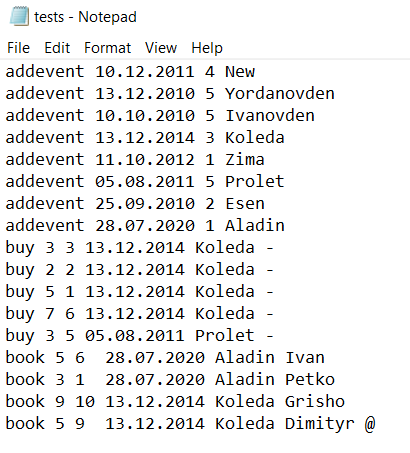 tests - Notepad
File Edit Format View Help
addevent 10.12.2011 4 New
addevent 13.12.2010 5 Yordanovden
addevent 10.10.2010 5 Ivanovden
addevent 13.12.2014 3 Koleda
addevent 11.10.2012 1 Zima
addevent 05.08.2011 5 Prolet
addevent 25.09.2010 2 Esen
addevent 28.07.2020 1 Aladin
buy 3 3 13.12.2014 Koleda -
buy 2 2 13.12.2014 Koleda -
buy 5 1 13.12.2014 Koleda -
buy 7 6 13.12.2014 Koleda -
buy 3 5 05.08.2011 Prolet -
book 5 6  28.07.2020 Aladin Ivan
book 3 1  28.07.2020 Aladin Petko
book 9 10 13.12.2014 Koleda Grisho
book 5 9  13.12.2014 Koleda Dimityr @